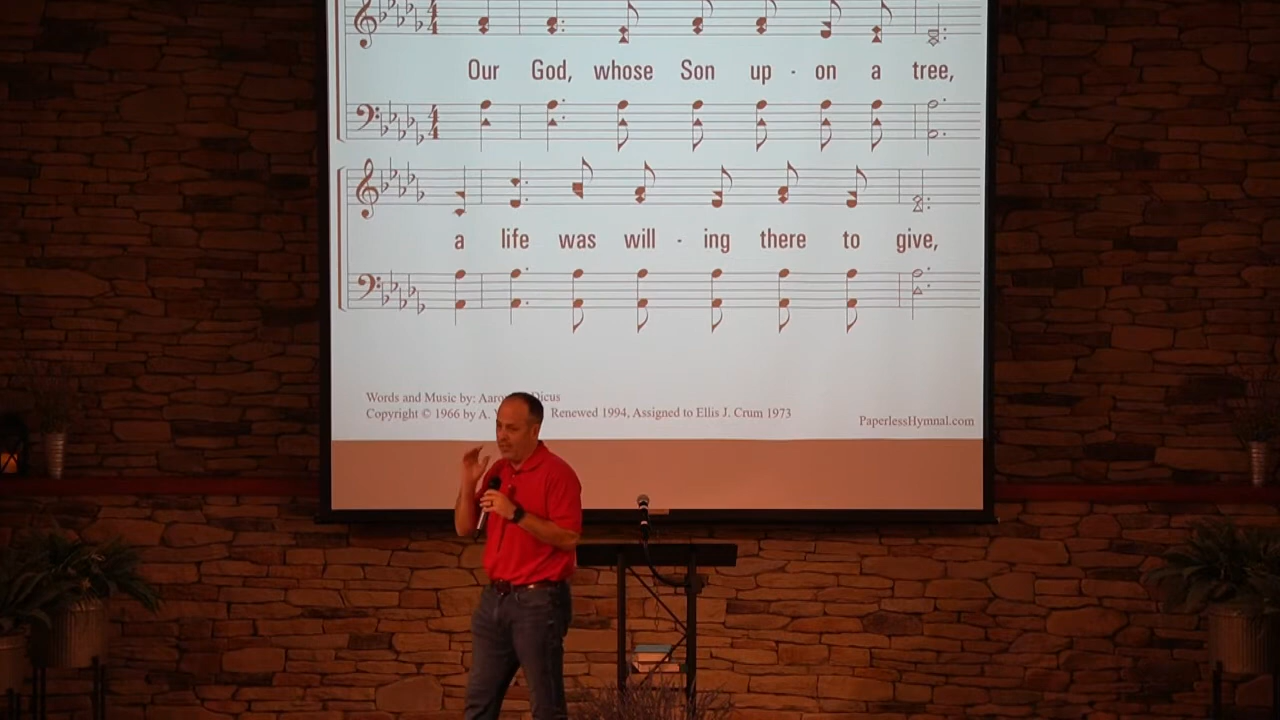 Our God, whose Son up - on a tree,
a life was will - ing there to give,
Words and Music by: Dicus
Copyright © 1966 by A. Renewed 1994, Assigned to Ellis J. Crum 1973
PaperlessHymnal.com